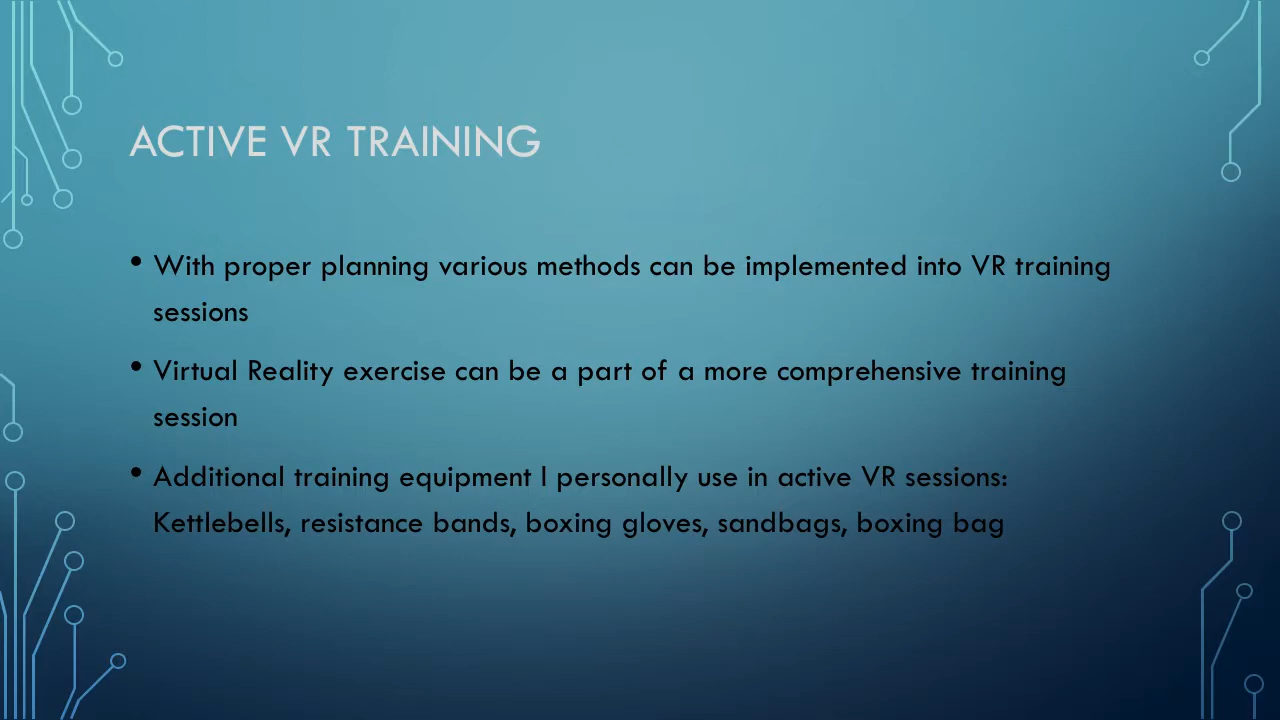 ACTIVE VR TRAINING
• With proper planning various methods can be implemented into VR training
sessions
• Virtual Reality exercise can be a part of a more comprehensive training
session
• Additional training equipment I personally use in active VR sessions:
Kettlebells, resistance bands, boxing gloves, sandbags, boxing bag